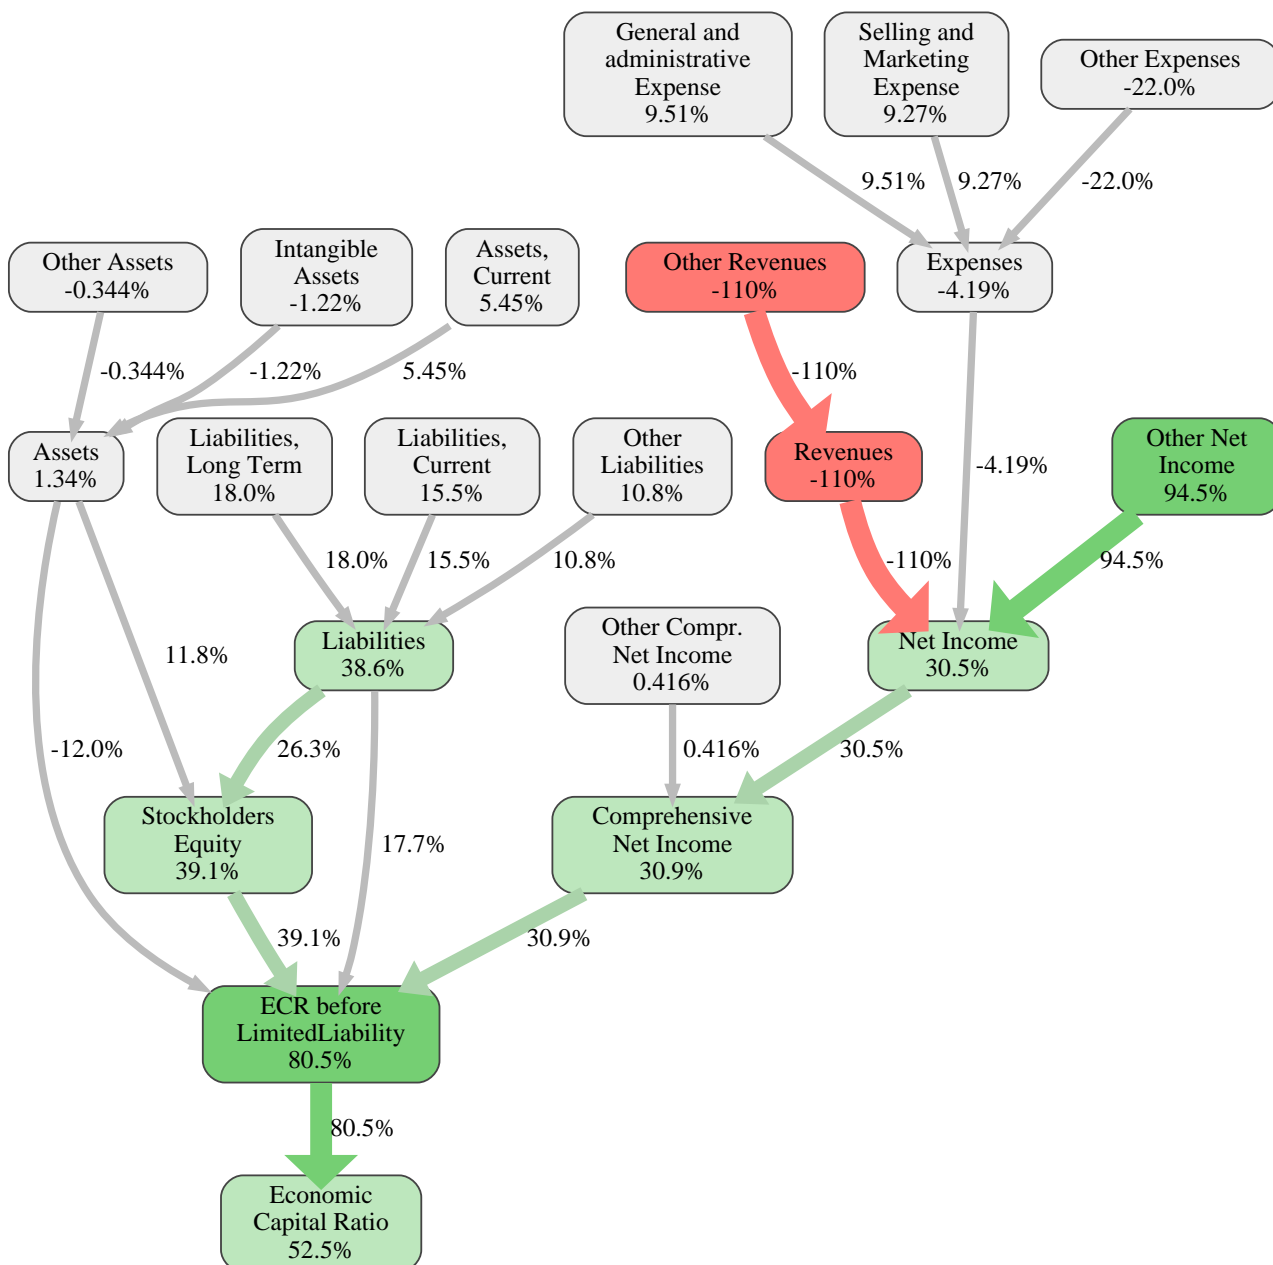 General and
administrative
Expense
9.51%
Selling and
Marketing
Expense
9.27%
Other Expenses
-22.0%
9.51%
9.27%
-22.0%
Other Assets
-0.344%
Intangible
Assets
-1.22%
Assets,
Current
5.45%
Other Revenues
-110%
Expenses
-4.19%
-0.344%
-1.22%
5.45%
-110%
Assets
1.34%
Liabilities,
Long Term
18.0%
Liabilities,
Current
15.5%
Other
Liabilities
10.8%
Revenues
-110%
-4.19%
Other Net
Income
94.5%
18.0%
15.5%
10.8%
-110%
94.5%
11.8%
Liabilities
38.6%
Other Compr.
Net Income
0.416%
Net Income
30.5%
-12.0%
26.3%
0.416%
30.5%
Stockholders
Equity
39.1%
17.7%
Comprehensive
Net Income
30.9%
39.1%
30.9%
ECR before
LimitedLiability
80.5%
80.5%
Economic
Capital Ratio
52.5%